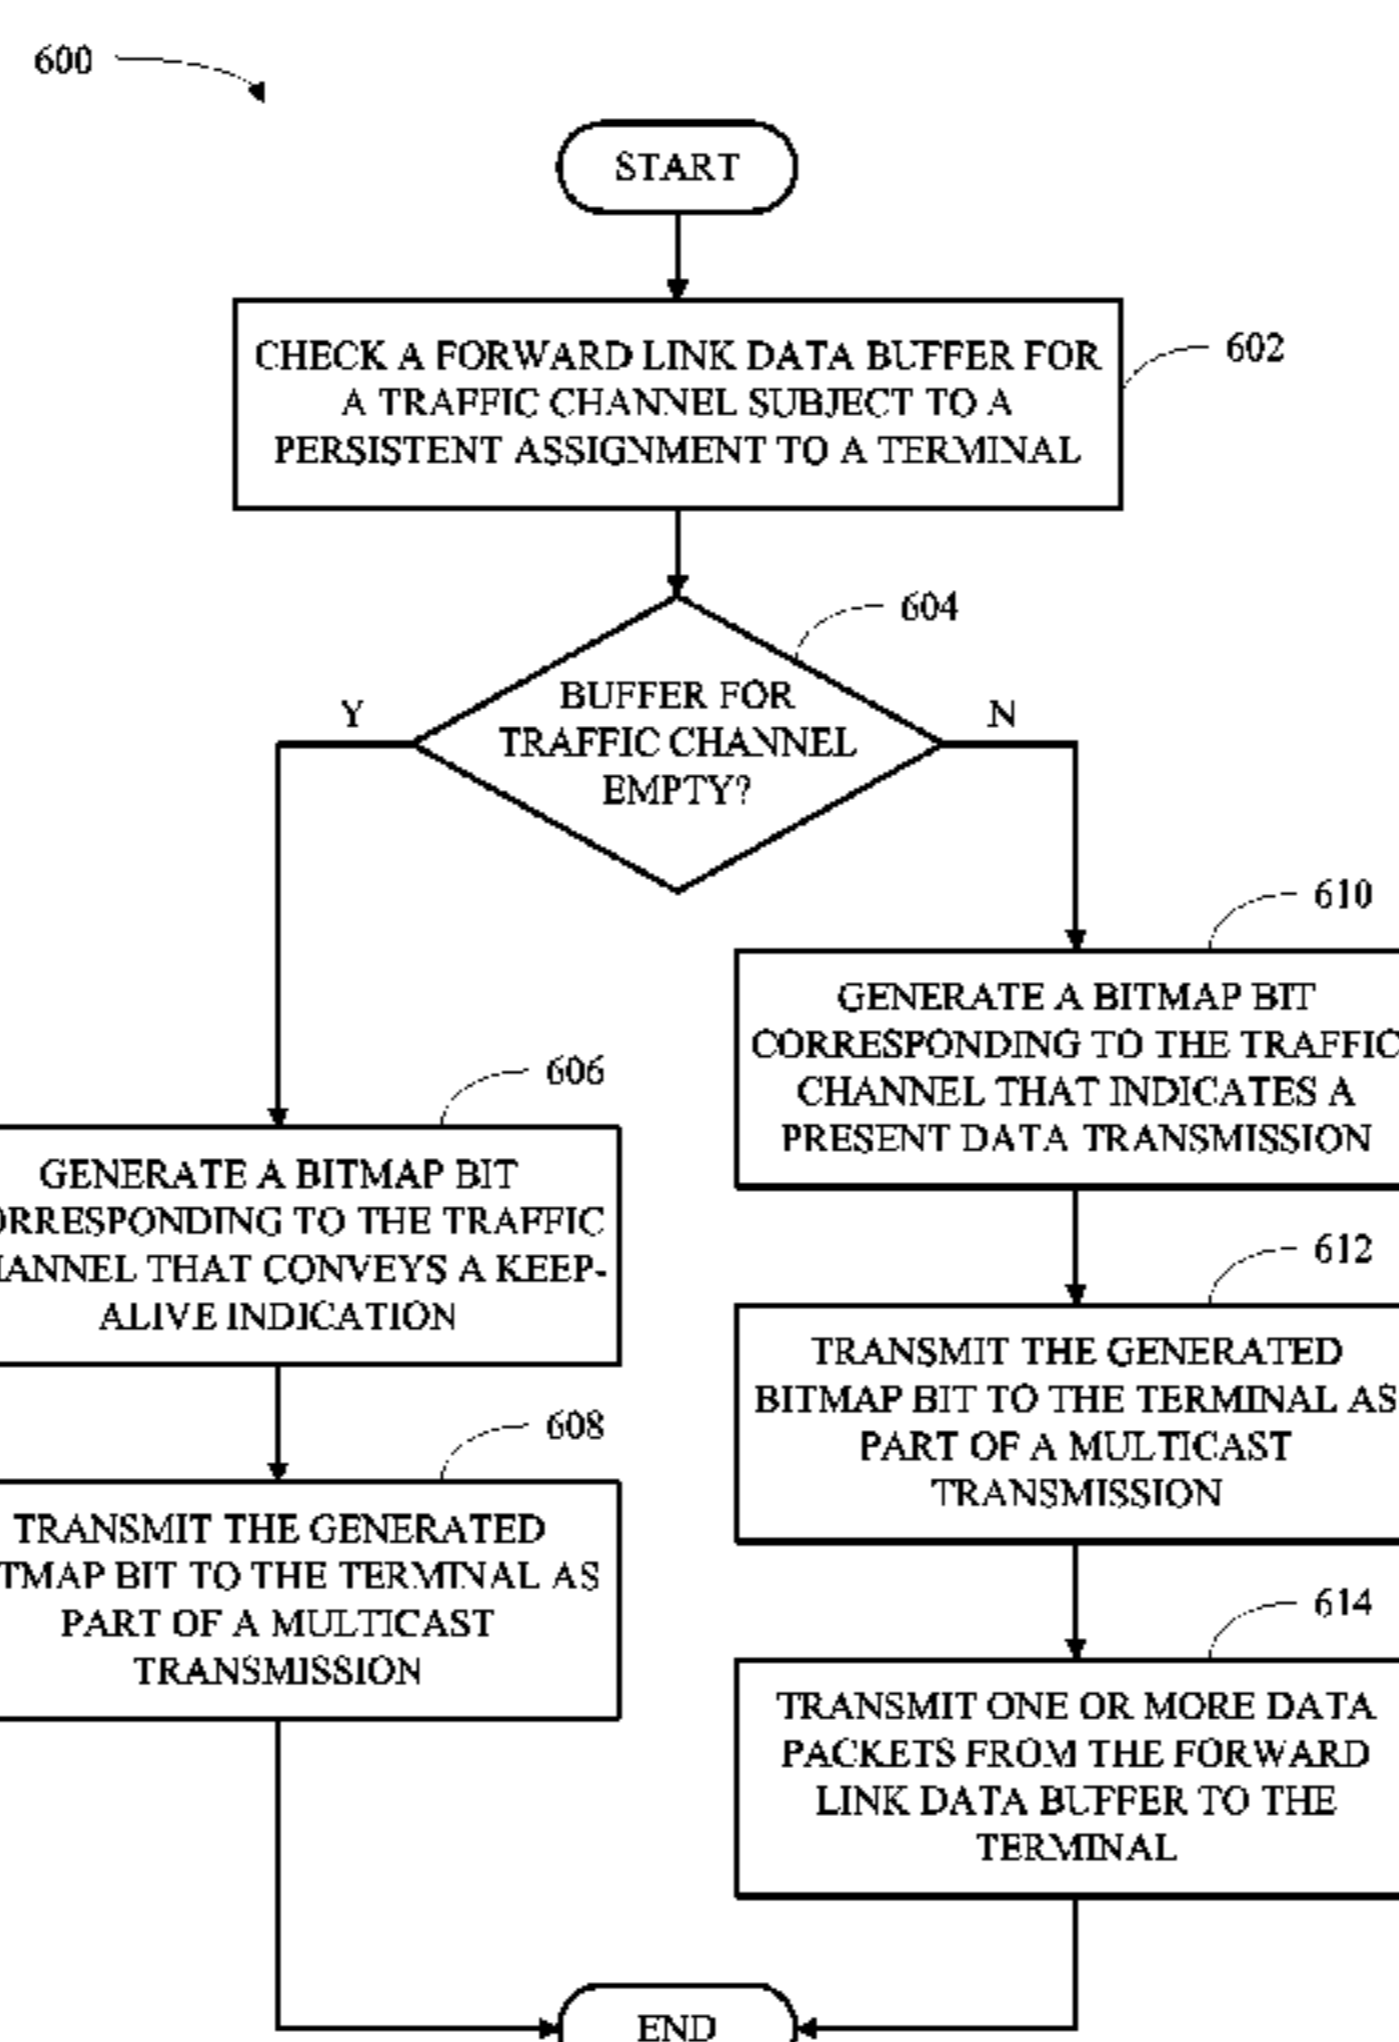 600
START
CHECK A FORWARD LINK DATA BUFFER FOR
A TRAFFIC CHANNEL SUBJECT TO A
PERSISTENT ASSIGNMENT TO A TERMINAL
602
604
BUFFER FOR
TRAFFIC CHANNEL
EMPTY?
Y
N
606
GENERATE A BITMAP BIT
ORRESPONDING TO THE TRAFFIC
ANNEL THAT CONVEYS A KEEP-
ALIVE INDICATION
608
TRANSMIT THE GENERATED
TMAP BIT TO THE TERMINAL AS
PART OF A MULTICAST
TRANSMISSION
610
GENERATE A BITMAP BIT
CORRESPONDING TO THE TRAFFIC
CHANNEL THAT INDICATES A
PRESENT DATA TRANSMISSION
612
TRANSMIT THE GENERATED
BITMAP BIT TO THE TERMINAL AS
PART OF A MULTICAST
TRANSMISSION
614
TRANSMIT ONE OR MORE DATA
PACKETS FROM THE FORWARD
LINK DATA BUFFER TO THE
TERMINAL
END